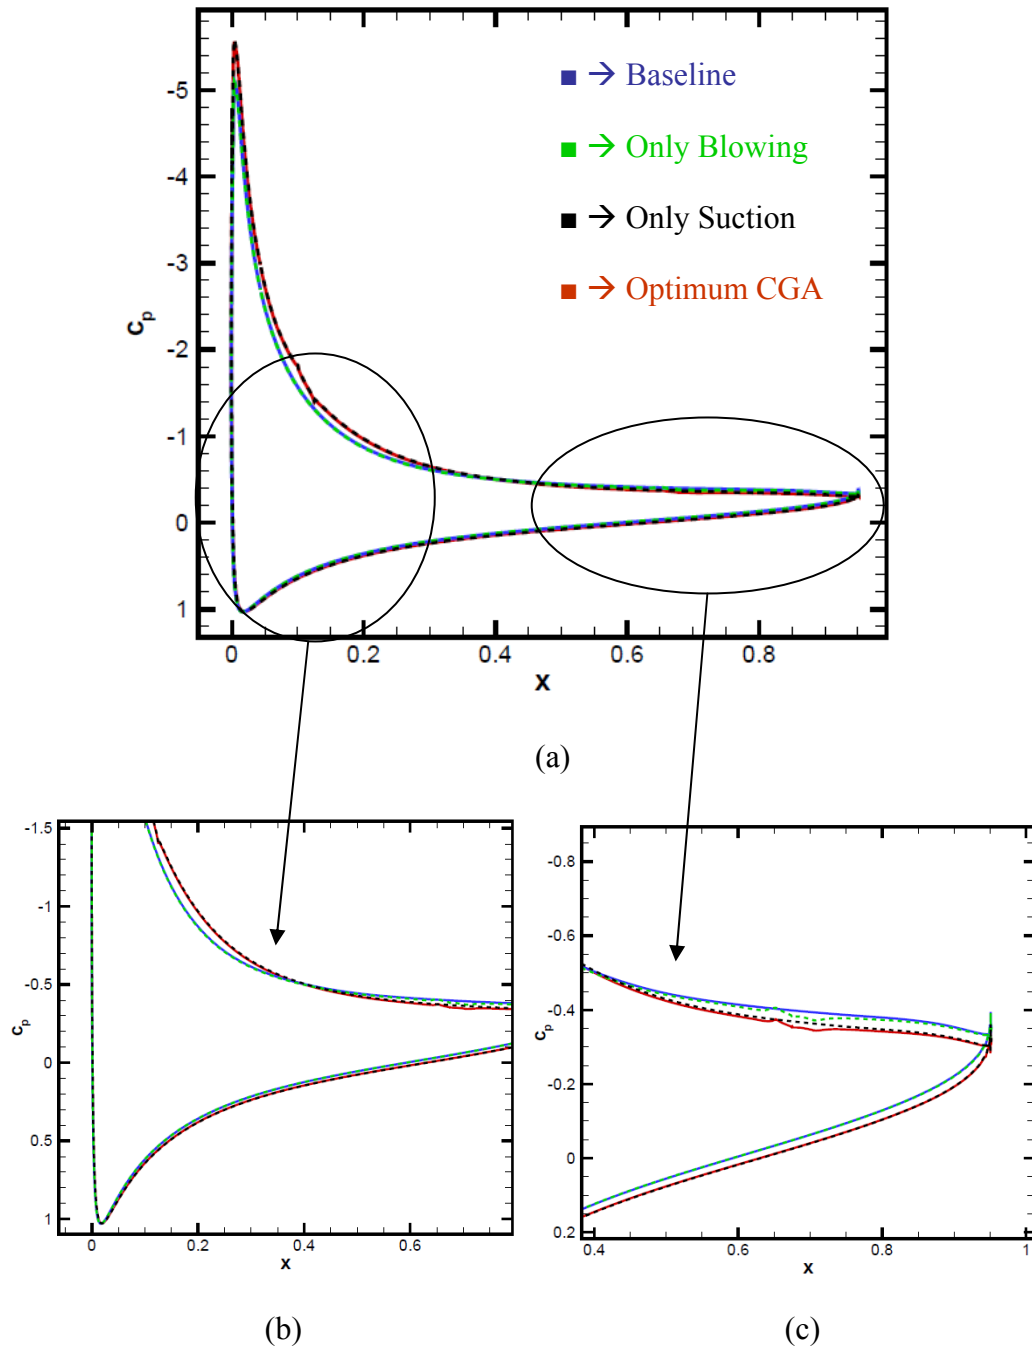 -5
-4
-3
-2
-1
0
1
Cp
■ → Baseline
■ → Only Blowing
■ → Only Suction
■ → Optimum CGA
0 0.2 0.4 0.6 0.8
X
(a)
-1.5
-1
-0.5
0
0.5
1
Cp
0 0.2 0.4 0.6
X
(b)
-0.8
-0.6
-0.4
-0.2
0
0.2
Cp
0.4 0.6 0.8 1
X
(c)